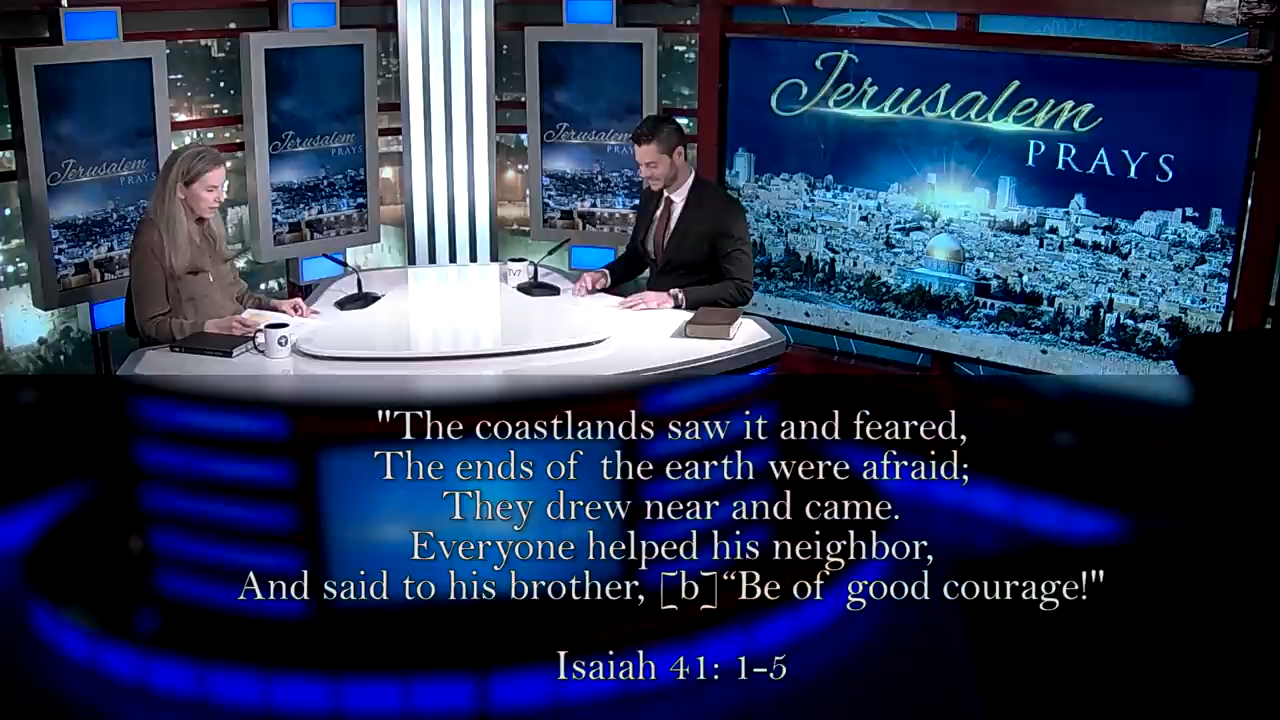 Jerusalem
PRAYS
Jerusalem
PRAYS
Jerusalem
PRAYS
Jerusalem
PRAYS
TV7
"The coastlands saw it and feared,
The ends of the earth were afraid;
They drew near and came.
Everyone helped his neighbor,
And said to his brother, [b]“Be of good courage!"
Isaiah 41: 1-5